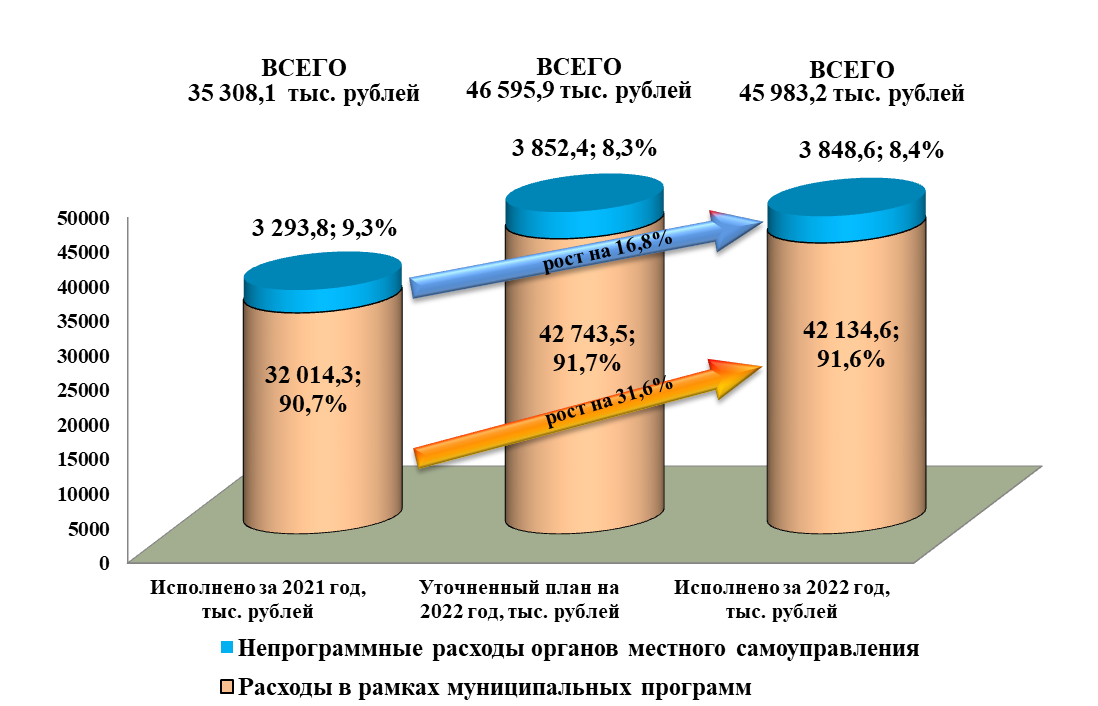 ВСЕГО
35 308,1 тыс. рублей
ВСЕГО
46 595,9 тыс. рублей
ВСЕГО
45 983,2 тыс. рублей
3 293,8; 9,3%
3 852,4; 8,3%
3 848,6; 8,4%
50000
45000
40000
35000
30000
25000
20000
15000
10000
5000
0
рост на 16,8%
32 014,3;
90,7%
42 743,5;
91,7%
42 134,6;
91,6%
рост на 31,6%
Исполнено за 2021 год,
тыс. рублей
Уточненный план на
2022 год, тыс. рублей
Исполнено за 2022 год,
тыс. рублей
Непрограммные расходы органов местного самоуправления
Расходы в рамках муниципальных программ